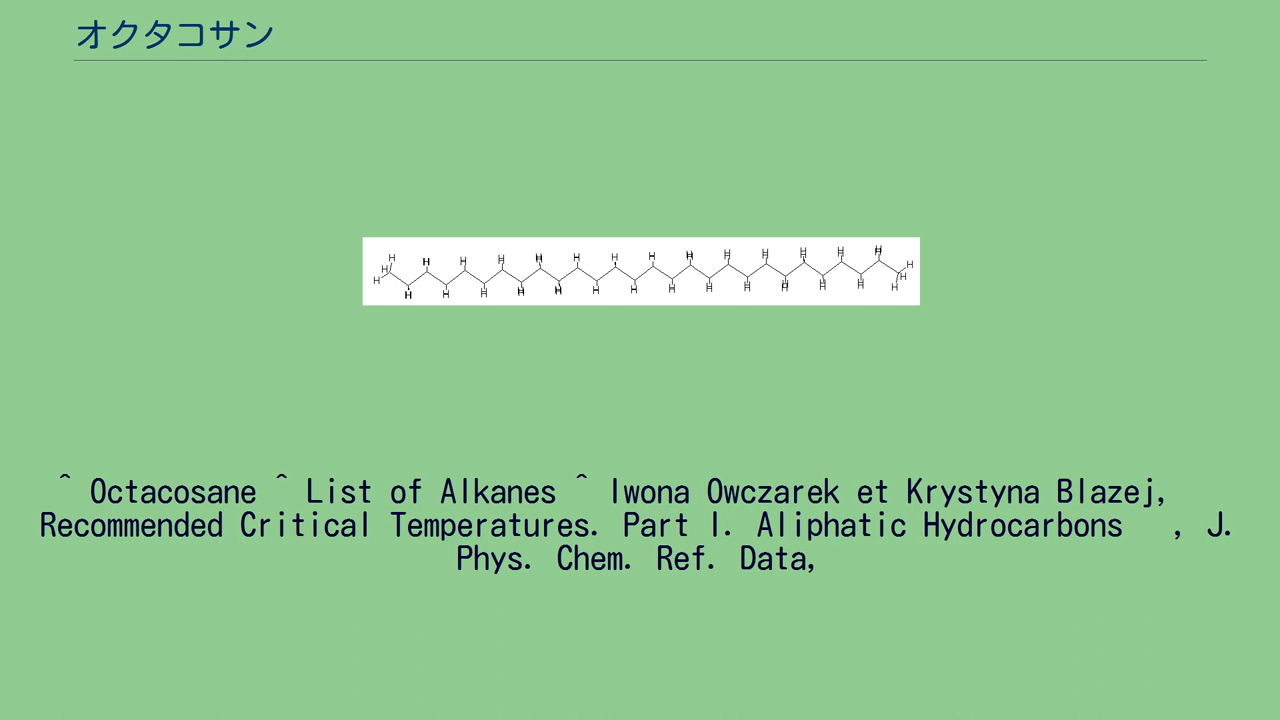 オクタコサン
^ Octacosane ^ List of Alkanes ^ Iwona Owczarek et Krystyna Blazej,
Recommended Critical Temperatures. Part I. Aliphatic Hydrocarbons , J.
Phys. Chem. Ref. Data,